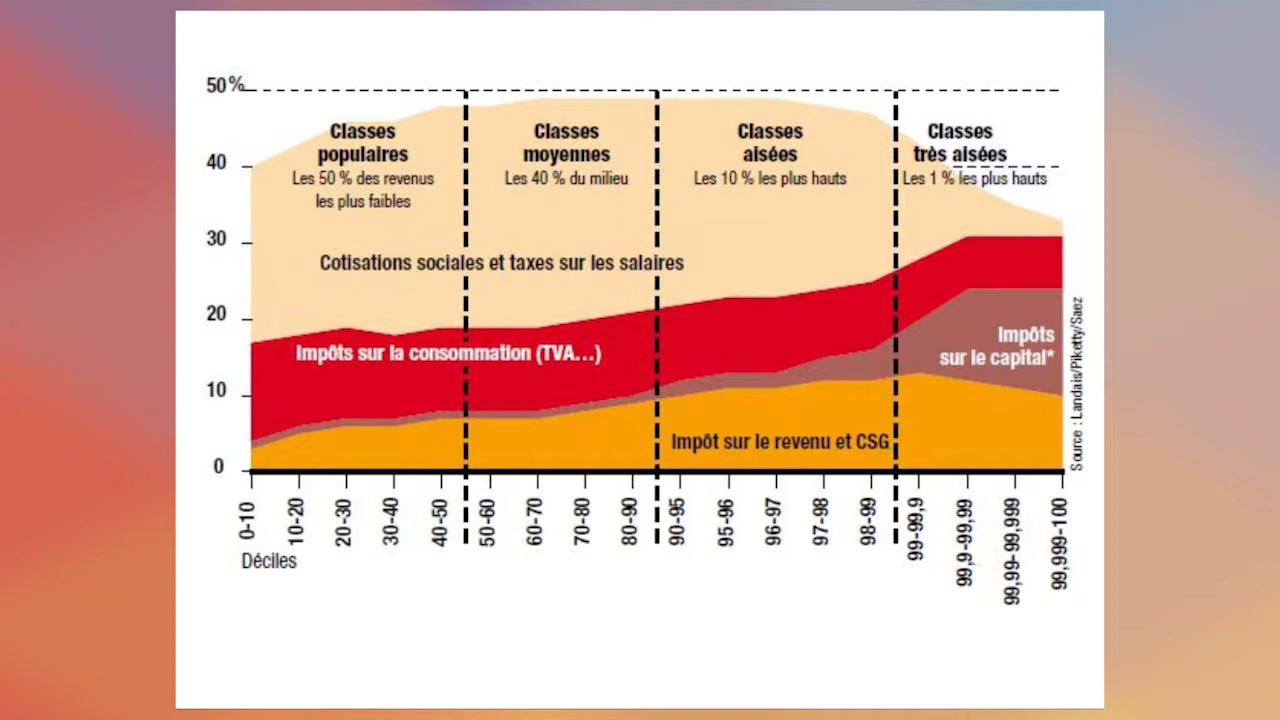 50%
40
30
20
10
0
Classes
populaires
Les 50 % des revenus
les plus faibles
Classes
moyennes
Les 40 % du milieu
Classes
aisées
Les 10 % les plus hauts
Classes
très aisées
Les 1 % les plus hauts
Cotisations sociales et taxes sur les salaires
Impôts sur la consommation (TVA...)
Impôts
sur le capital*
Impôt sur le revenu et CSG
Source : Landais/Piketty/Saez
0-10
10-20
20-30
30-40
40-50
50-60
60-70
70-80
80-90
90-95
95-96
96-97
97-98
98-99
99-99,9
99,9-99,99
99,99-99,999
99,999-100
Déciles